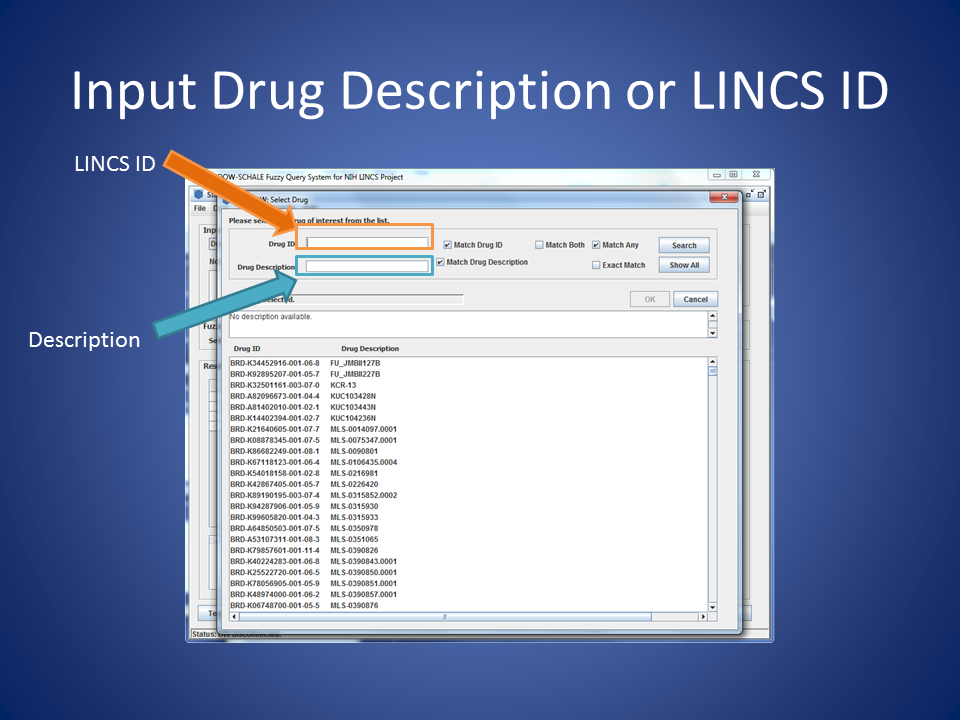 Input Drug Description or LINCS ID
LINCS ID
OW-SCHALE Fuzzy Query System for NIH LINCS Project
Select Drug
File
Please rug of interest from the list.
Drug ID
Match Drug ID
Match Both
Match Any
Search
Drug Description
Match Drug Description
Exact Match
Show All
OK
Cancel
No description available.
Description
Drug ID Drug Description
BRD-K34452916-001-06-8 FU_JMBII127B
BRD-K92895207-001-05-7 FU_JMBII227B
BRD-K32501161-003-07-0 KCR-13
BRD-A82096673-001-04-4 KUC103428N
BRD-A81402010-001-02-1 KUC103443N
BRD-K14402394-001-02-7 KUC104236N
BRD-K21640605-001-07-7 MLS-0014097.0001
BRD-K08878345-001-07-5 MLS-0075347.0001
BRD-K86682249-001-08-1 MLS-0090801
BRD-K67118123-001-06-4 MLS-0106435.0004
BRD-K54018158-001-02-8 MLS-0216981
BRD-K42867405-001-05-7 MLS-0226420
BRD-K89190195-003-07-4 MLS-0315852.0002
BRD-K94287906-001-05-9 MLS-0315930
BRD-K99605820-001-04-3 MLS-0315933
BRD-A64850503-001-07-5 MLS-0350978
BRD-A53107311-001-08-3 MLS-0351065
BRD-K79857601-001-11-4 MLS-0390826
BRD-K40224283-001-06-8 MLS-0390843.0001
BRD-K25522720-001-06-5 MLS-0390850.0001
BRD-K78056905-001-05-9 MLS-0390851.0001
BRD-K48974000-001-06-2 MLS-0390857.0001
BRD-K06748700-001-05-5 MLS-0390876
Status: